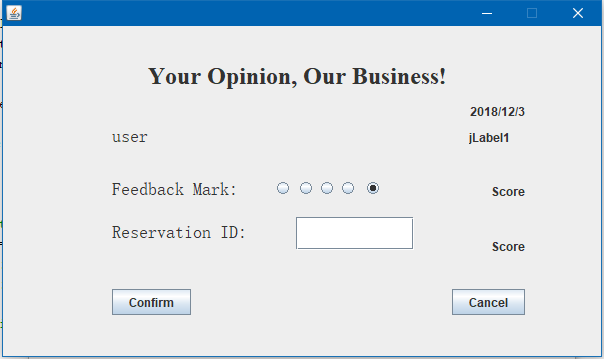 Your Opinion, Our Business!
2018/12/3
user
jLabel1
Feedback Mark:
Score
Reservation ID:
Score
Confirm
Cancel